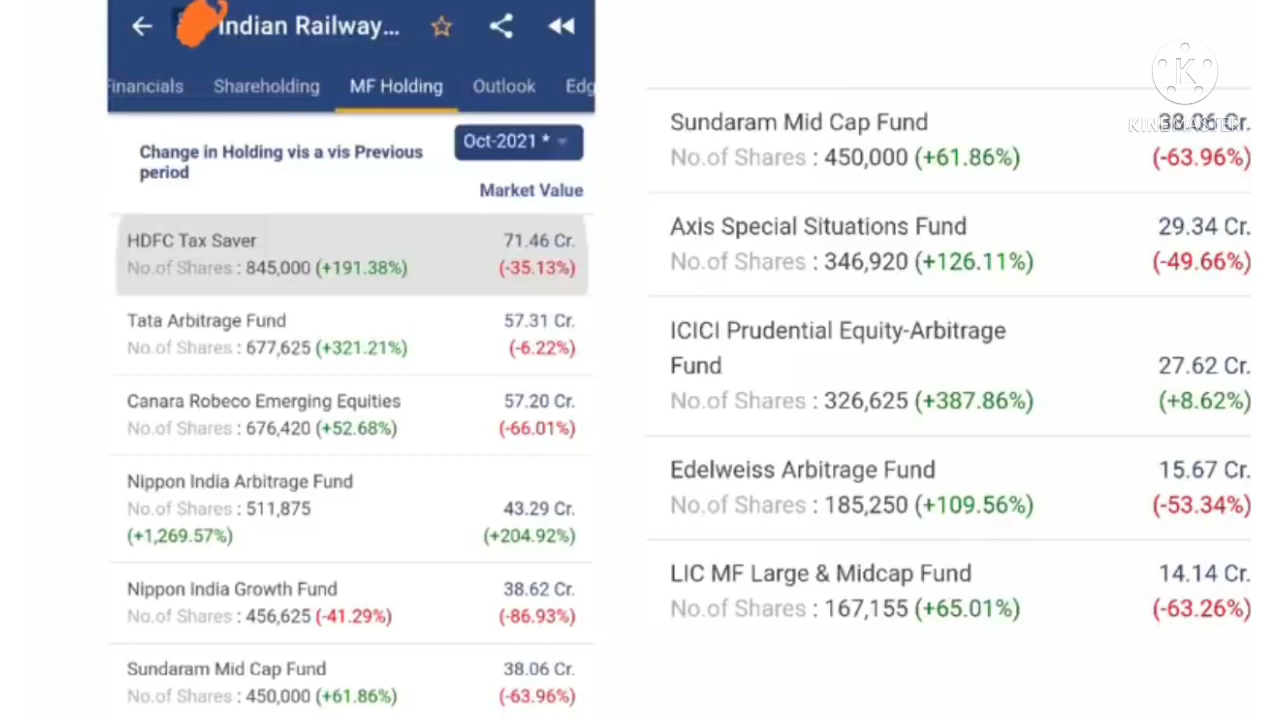 Indian Railway...
inancials Shareholding MF Holding Outlook Edg
Change in Holding vis a vis Previous
period
Oct-2021 *
Market Value
HDFC Tax Saver 71.46 Cr.
No.of Shares : 845,000 (+191.38%) (-35.13%)
Tata Arbitrage Fund 57.31 Cr.
No.of Shares : 677,625 (+321.21%) (-6.22%)
Canara Robeco Emerging Equities 57.20 Cr.
No.of Shares : 676,420 (+52.68%) (-66.01%)
Nippon India Arbitrage Fund
No.of Shares : 511,875 43.29 Cr.
(+1,269.57%) (+204.92%)
Nippon India Growth Fund 38.62 Cr.
No.of Shares : 456,625 (-41.29%) (-86.93%)
Sundaram Mid Cap Fund 38.06 Cr.
No.of Shares : 450,000 (+61.86%) (-63.96%)
K
KINEMASTER
Sundaram Mid Cap Fund 38.06 Cr.
No.of Shares : 450,000 (+61.86%) (-63.96%)
Axis Special Situations Fund 29.34 Cr.
No.of Shares : 346,920 (+126.11%) (-49.66%)
ICICI Prudential Equity-Arbitrage
Fund 27.62 Cr.
No.of Shares : 326,625 (+387.86%) (+8.62%)
Edelweiss Arbitrage Fund 15.67 Cr.
No.of Shares : 185,250 (+109.56%) (-53.34%)
LIC MF Large & Midcap Fund 14.14 Cr.
No.of Shares : 167,155 (+65.01%) (-63.26%)